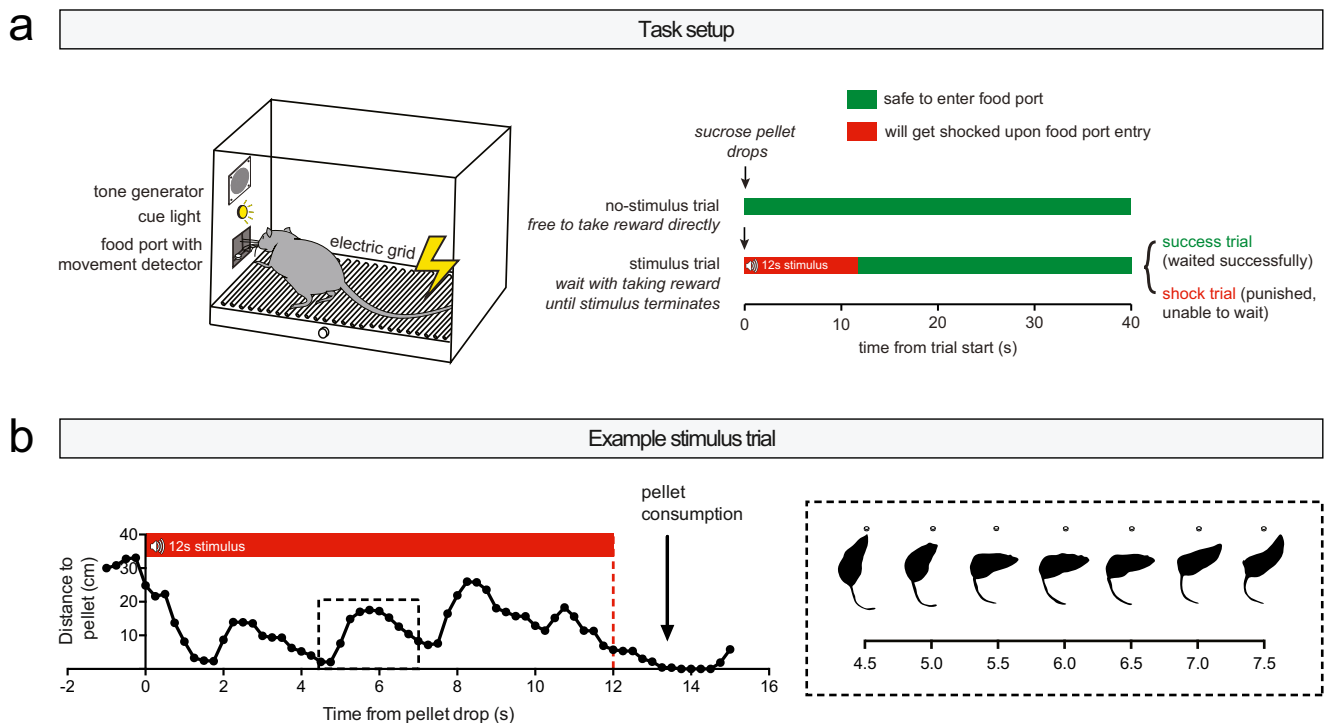 a
Task setup
safe to enter food port
will get shocked upon food port entry
sucrose pellet
drops
tone generator
cue light
food port with
movement detector
electric grid
no-stimulus trial
free to take reward directly
stimulus trial
wait with taking reward
until stimulus terminates
12s stimulus
success trial
(waited successfully)
shock trial (punished,
unable to wait)
0 10 20 30 40
time from trial start (s)
b
Example stimulus trial
pellet
consumption
12s stimulus
Distance to
pellet (cm)
40
30
20
10
-2 0 2 4 6 8 10 12 14 16
Time from pellet drop (s)
4.5 5.0 5.5 6.0 6.5 7.0 7.5